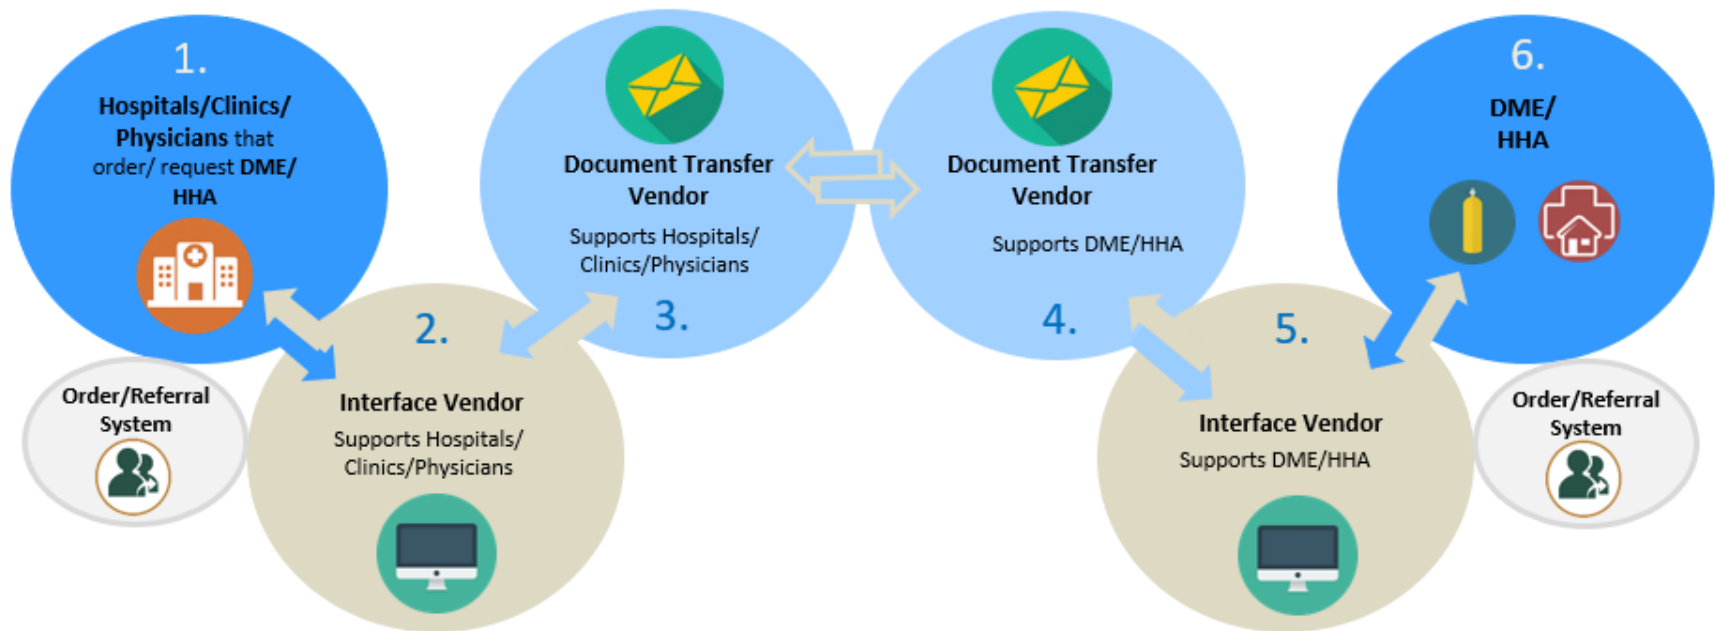 1.
Hospitals/Clinics/
Physicians that
order/ request DME/
HHA
Order/Referral
System
2.
Interface Vendor
Supports Hospitals/
Clinics/Physicians
Document Transfer
Vendor
Supports Hospitals/
Clinics/Physicians
3.
Document Transfer
Vendor
Supports DME/HHA
4.
5.
Interface Vendor
Supports DME/HHA
6.
DME/
HHA
Order/Referral
System